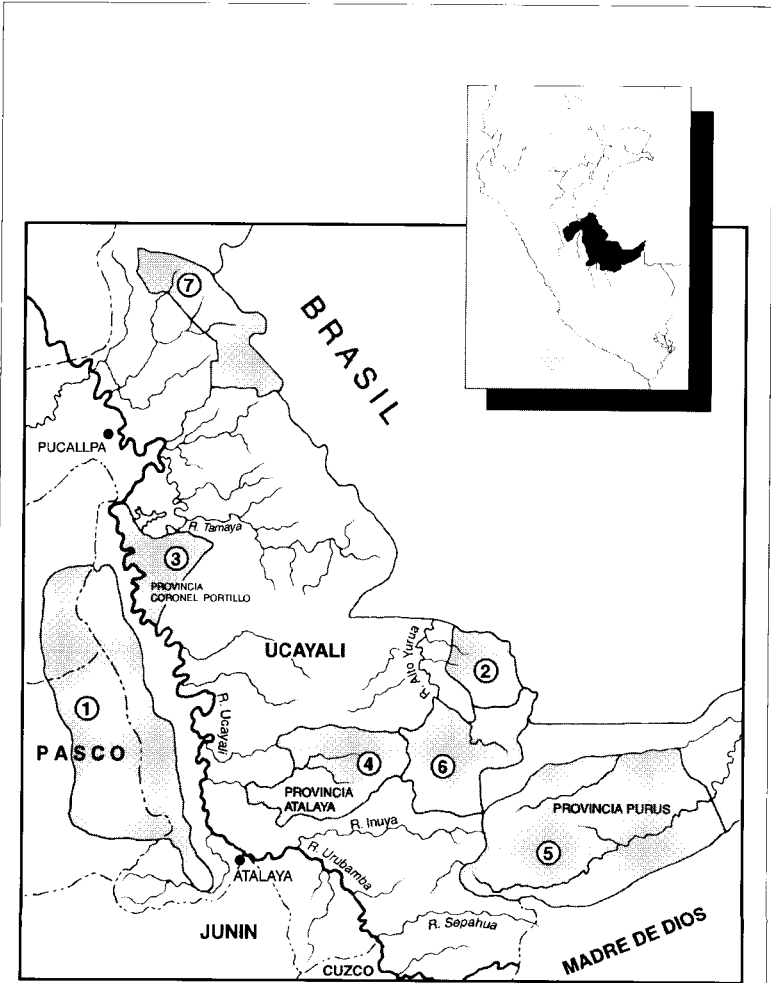 7
BRASIL
PUCALLPA
R. Tamaya
3
PROVINCIA
CORONEL PORTILLO
UCAYALI
R. Alto Yurua
2
1
PASCO
R. Ucayali
4
6
PROVINCIA
ATALAYA
PROVINCIA PURUS
R. Inuya
5
R. Urubamba
ATALAYA
JUNIN
R. Sepahua
CUZCO
MADRE DE DIOS